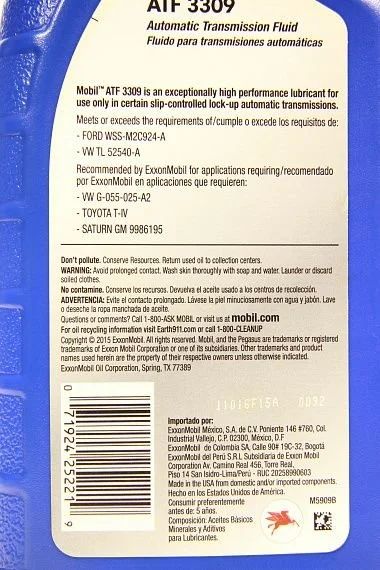 ATF 3309
Automatic Transmission Fluid
Fluido para transmisiones automáticas
Mobil™ ATF 3309 is an exceptionally high performance lubricant for
use only in certain slip-controlled lock-up automatic transmissions.
Meets or exceeds the requirements of/cumple o excede los requisitos de:
- FORD WSS-M2C924-A
- VW TL 52540-A
Recommended by ExxonMobil for applications requiring/recomendado
por ExxonMobil en aplicaciones que requieren:
- VW G-055-025-A2
- TOYOTA T-IV
- SATURN GM 9986195
Don't pollute. Conserve Resources. Return used oil to collection centers.
WARNING: Avoid prolonged contact. Wash skin thoroughly with soap and water. Launder or discard
soiled clothes.
No contamine. Conserve los recursos. Devuelva el aceite usado a los centros de recolección.
ADVERTENCIA: Evite el contacto prolongado. Lávese la piel minuciosamente con agua y jabón. Lave
o deseche la ropa manchada de aceite.
Questions or comments? Call 1-800-ASK MOBIL or visit us at mobil.com
For oil recycling information visit Earth911.com or call 1-800-CLEANUP
Copyright © 2015 ExxonMobil. All rights reserved. Mobil, and the Pegasus are trademarks or registered
trademarks of Exxon Mobil Corporation or one of its subsidiaries. Other trademarks and product
names used herein are the property of their respective owners unless otherwise indicated.
ExxonMobil Oil Corporation, Spring, TX 77389
11016F15A 0032
0 71924 25221 9
Importado por:
ExxonMobil México, S.A. de C.V. Poniente 146 #760, Col.
Industrial Vallejo, C.P. 02300, México, D.F
ExxonMobil de Colombia SA, Calle 90# 19C-32, Bogotá
ExxonMobil del Perú S.R.L Subsidiaria de Exxon Mobil
Corporation Av. Camino Real 456, Torre Real,
Piso 14 San Isidro-Lima/Perú - RUC 20258990603
Made in the USA from domestic and/or imported components.
Hecho en los Estados Unidos de América.
Consumir preferentemente
antes de: 5 años.
Composición: Aceites Básicos
Minerales y Aditivos
para Lubricantes.
M5909B